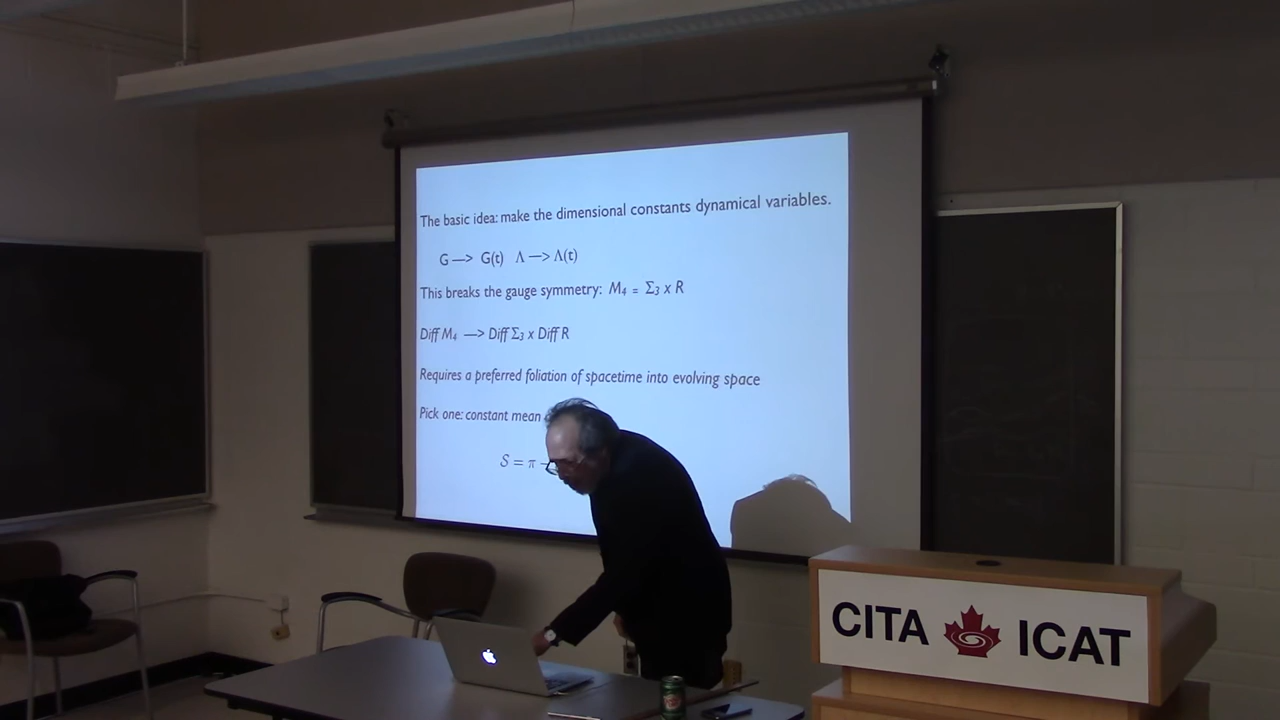 The basic idea: make the dimensional constants dynamical variables.
G —> G(t) Λ —> Λ(t)
This breaks the gauge symmetry: M₄ = Σ₃ x R
Diff M₄ —> Diff Σ₃ x Diff R
Requires a preferred foliation of spacetime into evolving space
Pick one: constant mean
S = π –
CITA ICAT